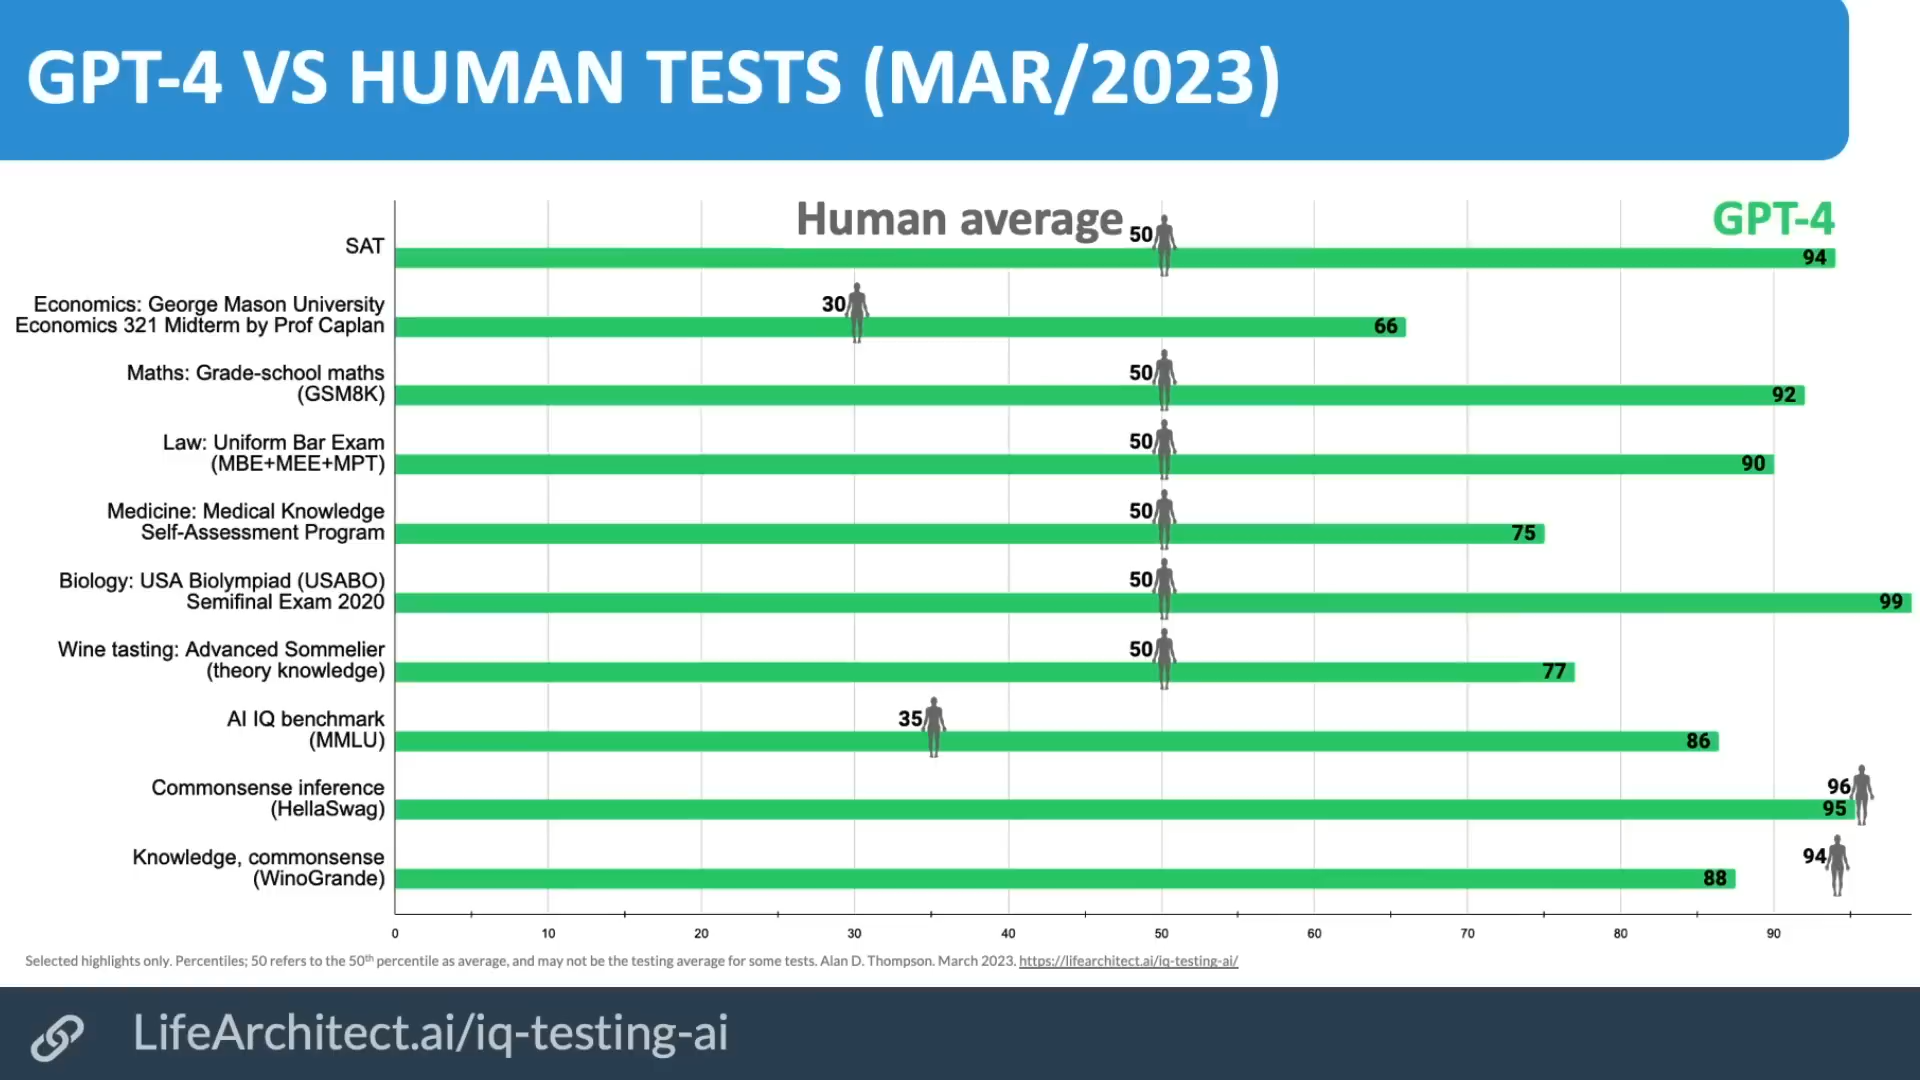 GPT-4 VS HUMAN TESTS (MAR/2023)
Human average
GPT-4
SAT
50
94
Economics: George Mason University
Economics 321 Midterm by Prof Caplan
30
66
Maths: Grade-school maths
(GSM8K)
50
92
Law: Uniform Bar Exam
(MBE+MEE+MPT)
50
90
Medicine: Medical Knowledge
Self-Assessment Program
50
75
Biology: USA Biolympiad (USABO)
Semifinal Exam 2020
50
99
Wine tasting: Advanced Sommelier
(theory knowledge)
50
77
AI IQ benchmark
(MMLU)
35
86
Commonsense inference
(HellaSwag)
96
95
Knowledge, commonsense
(WinoGrande)
94
88
0 10 20 30 40 50 60 70 80 90
Selected highlights only. Percentiles; 50 refers to the 50th percentile as average, and may not be the testing average for some tests. Alan D. Thompson. March 2023. https://lifearchitect.ai/iq-testing-ai/
LifeArchitect.ai/iq-testing-ai